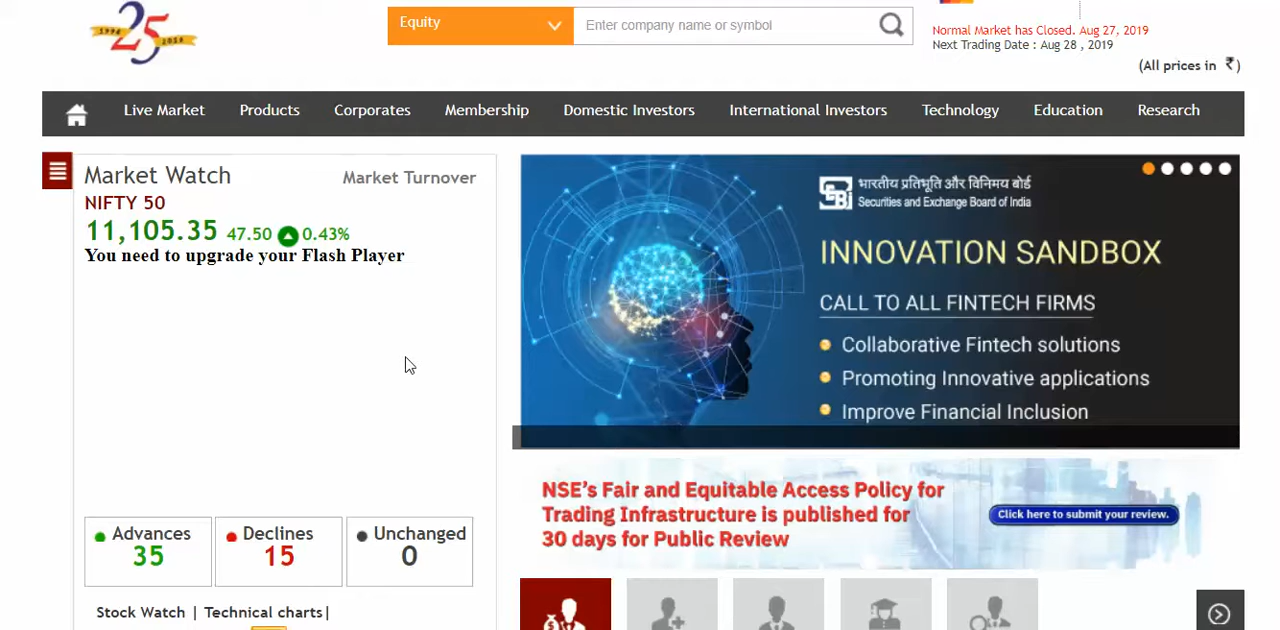 1994 25 2019
Equity
Enter company name or symbol
Normal Market has Closed. Aug 27, 2019
Next Trading Date : Aug 28 , 2019
(All prices in ₹ )
Live Market Products Corporates Membership Domestic Investors International Investors Technology Education Research
Market Watch Market Turnover
NIFTY 50
11,105.35 47.50 0.43%
You need to upgrade your Flash Player
Advances
35
Declines
15
Unchanged
0
Stock Watch | Technical charts|
भारतीय प्रतिभूति और विनिमय बोर्ड
Securities and Exchange Board of India
INNOVATION SANDBOX
CALL TO ALL FINTECH FIRMS
Collaborative Fintech solutions
Promoting Innovative applications
Improve Financial Inclusion
NSE's Fair and Equitable Access Policy for
Trading Infrastructure is published for
30 days for Public Review
Click here to submit your review.